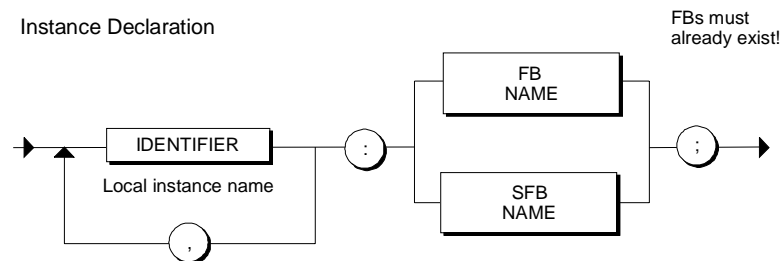 Instance Declaration
FBs must
already exist!
FB
NAME
IDENTIFIER
:
;
Local instance name
SFB
NAME
,